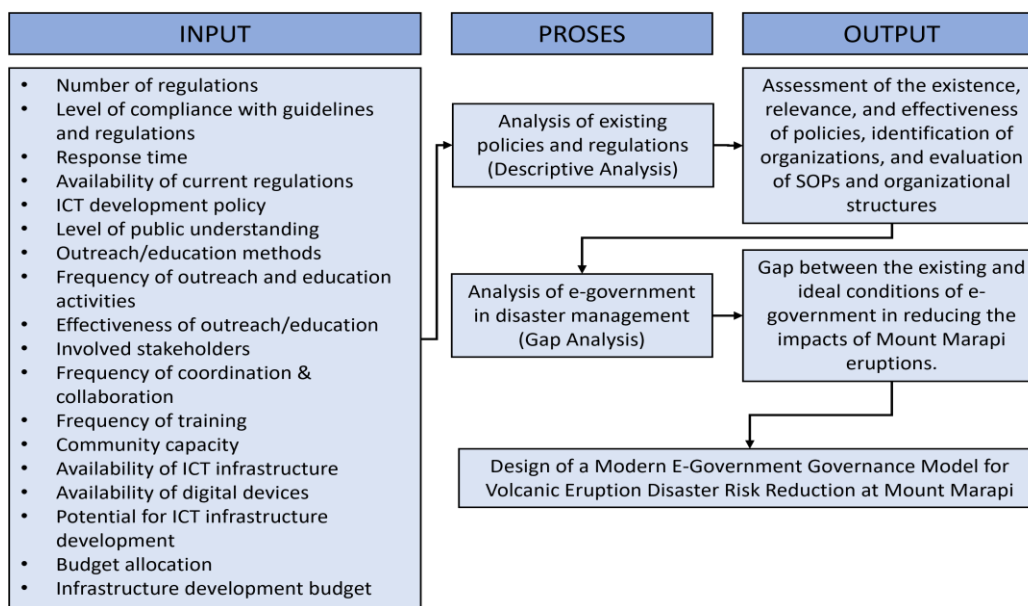 INPUT
PROSES
OUTPUT
• Number of regulations
• Level of compliance with guidelines
and regulations
• Response time
• Availability of current regulations
• ICT development policy
• Level of public understanding
• Outreach/education methods
• Frequency of outreach and education
activities
• Effectiveness of outreach/education
• Involved stakeholders
• Frequency of coordination &
collaboration
• Frequency of training
• Community capacity
• Availability of ICT infrastructure
• Availability of digital devices
• Potential for ICT infrastructure
development
• Budget allocation
• Infrastructure development budget
Analysis of existing
policies and regulations
(Descriptive Analysis)
Assessment of the existence,
relevance, and effectiveness
of policies, identification of
organizations, and evaluation
of SOPs and organizational
structures
Analysis of e-government
in disaster management
(Gap Analysis)
Gap between the existing and
ideal conditions of e-
government in reducing the
impacts of Mount Marapi
eruptions.
Design of a Modern E-Government Governance Model for
Volcanic Eruption Disaster Risk Reduction at Mount Marapi